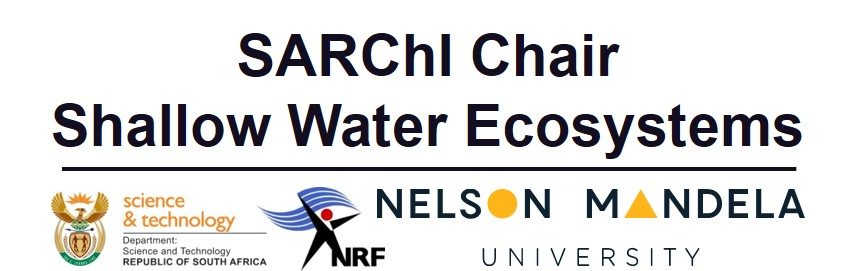 SARChI Chair
Shallow Water Ecosystems
science
& technology
Department:
Science and Technology
REPUBLIC OF SOUTH AFRICA
NRF
NELSON MANDELA
UNIVERSITY